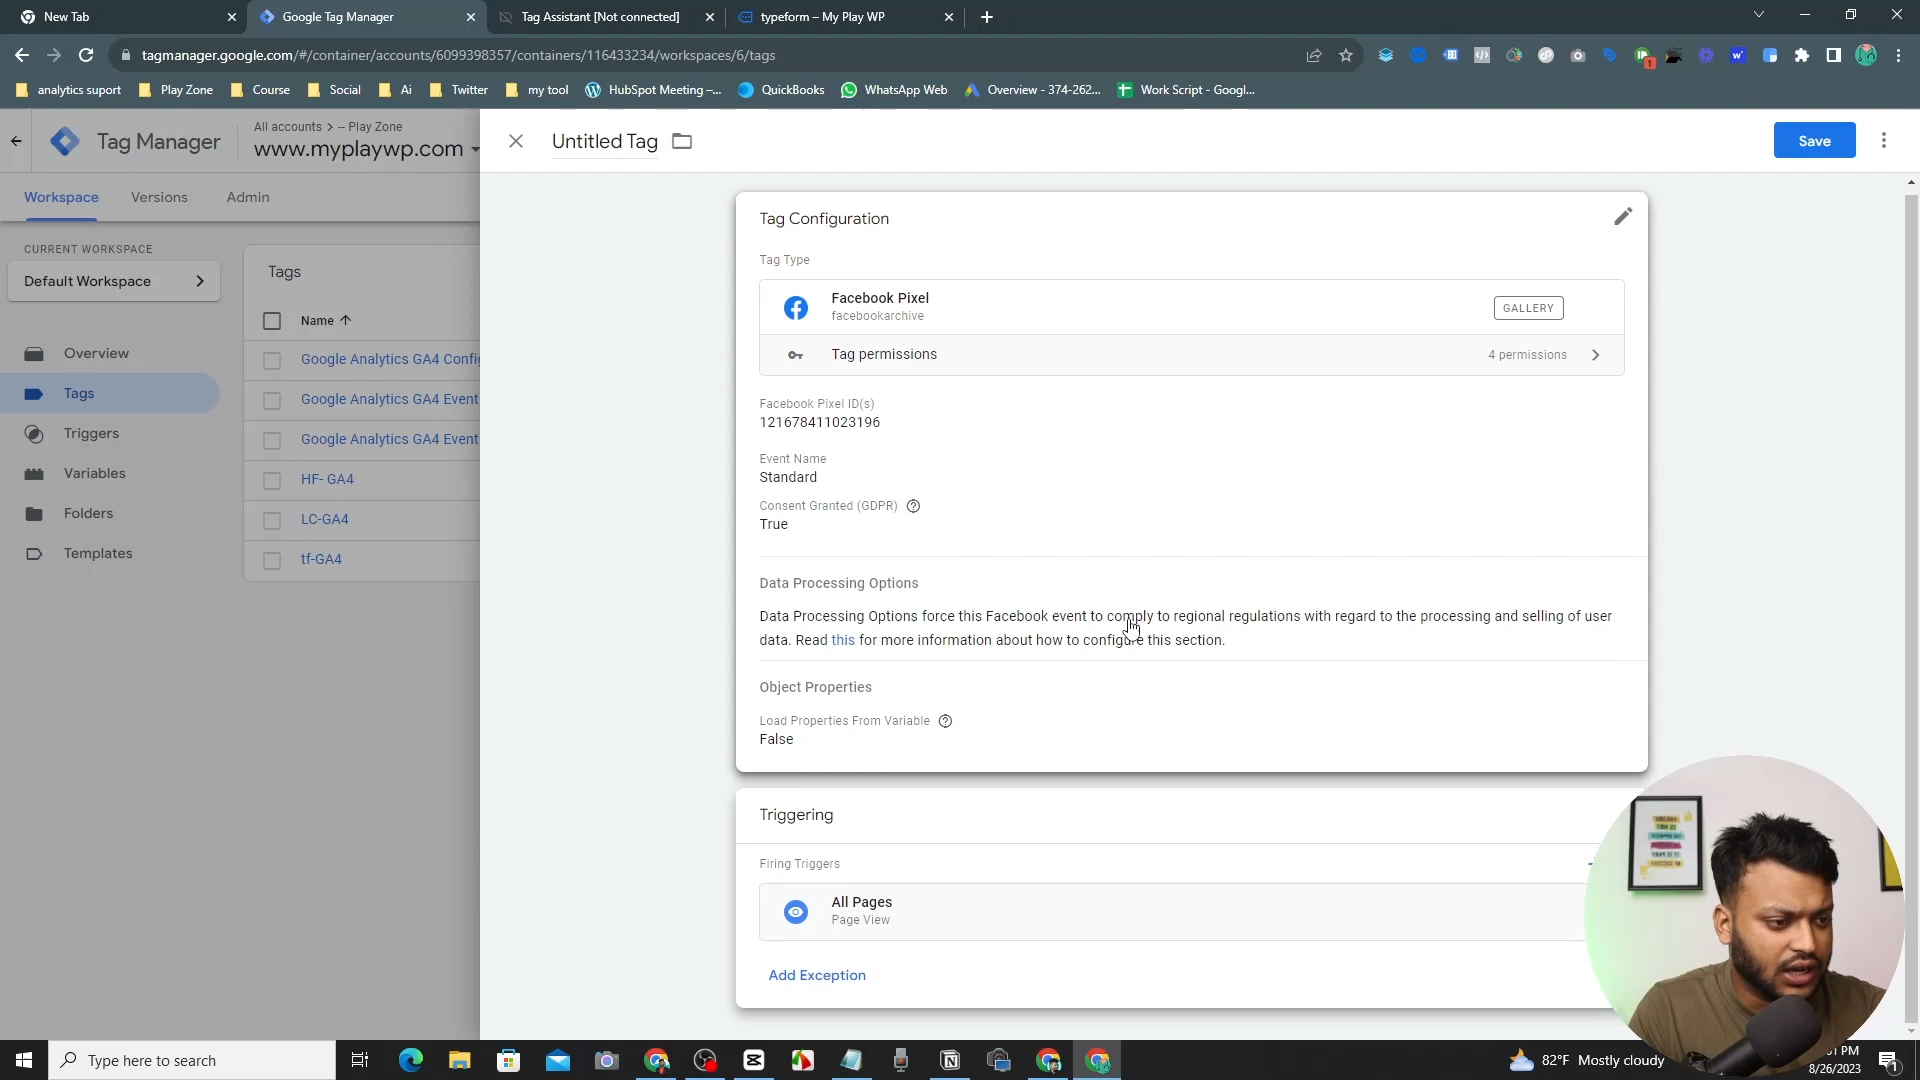 New Tab
Google Tag Manager
Tag Assistant [Not connected]
typeform – My Play WP
tagmanager.google.com/#/container/accounts/6099398357/containers/116433234/workspaces/6/tags
analytics suport
Play Zone
Course
Social
Ai
Twitter
my tool
HubSpot Meeting –...
QuickBooks
WhatsApp Web
Overview - 374-262...
Work Script - Googl...
Tag Manager
All accounts > -- Play Zone
www.myplaywp.com
Untitled Tag
Save
Workspace
Versions
Admin
CURRENT WORKSPACE
Default Workspace
Overview
Tags
Triggers
Variables
Folders
Templates
Tags
Name
Google Analytics GA4 Confi
Google Analytics GA4 Event
Google Analytics GA4 Event
HF- GA4
LC-GA4
tf-GA4
Tag Configuration
Tag Type
Facebook Pixel
facebookarchive
GALLERY
Tag permissions
4 permissions
Facebook Pixel ID(s)
121678411023196
Event Name
Standard
Consent Granted (GDPR)
True
Data Processing Options
Data Processing Options force this Facebook event to comply to regional regulations with regard to the processing and selling of user
data. Read this for more information about how to configure this section.
Object Properties
Load Properties From Variable
False
Triggering
Firing Triggers
All Pages
Page View
Add Exception
Type here to search
82°F Mostly cloudy
PM
8/26/2023